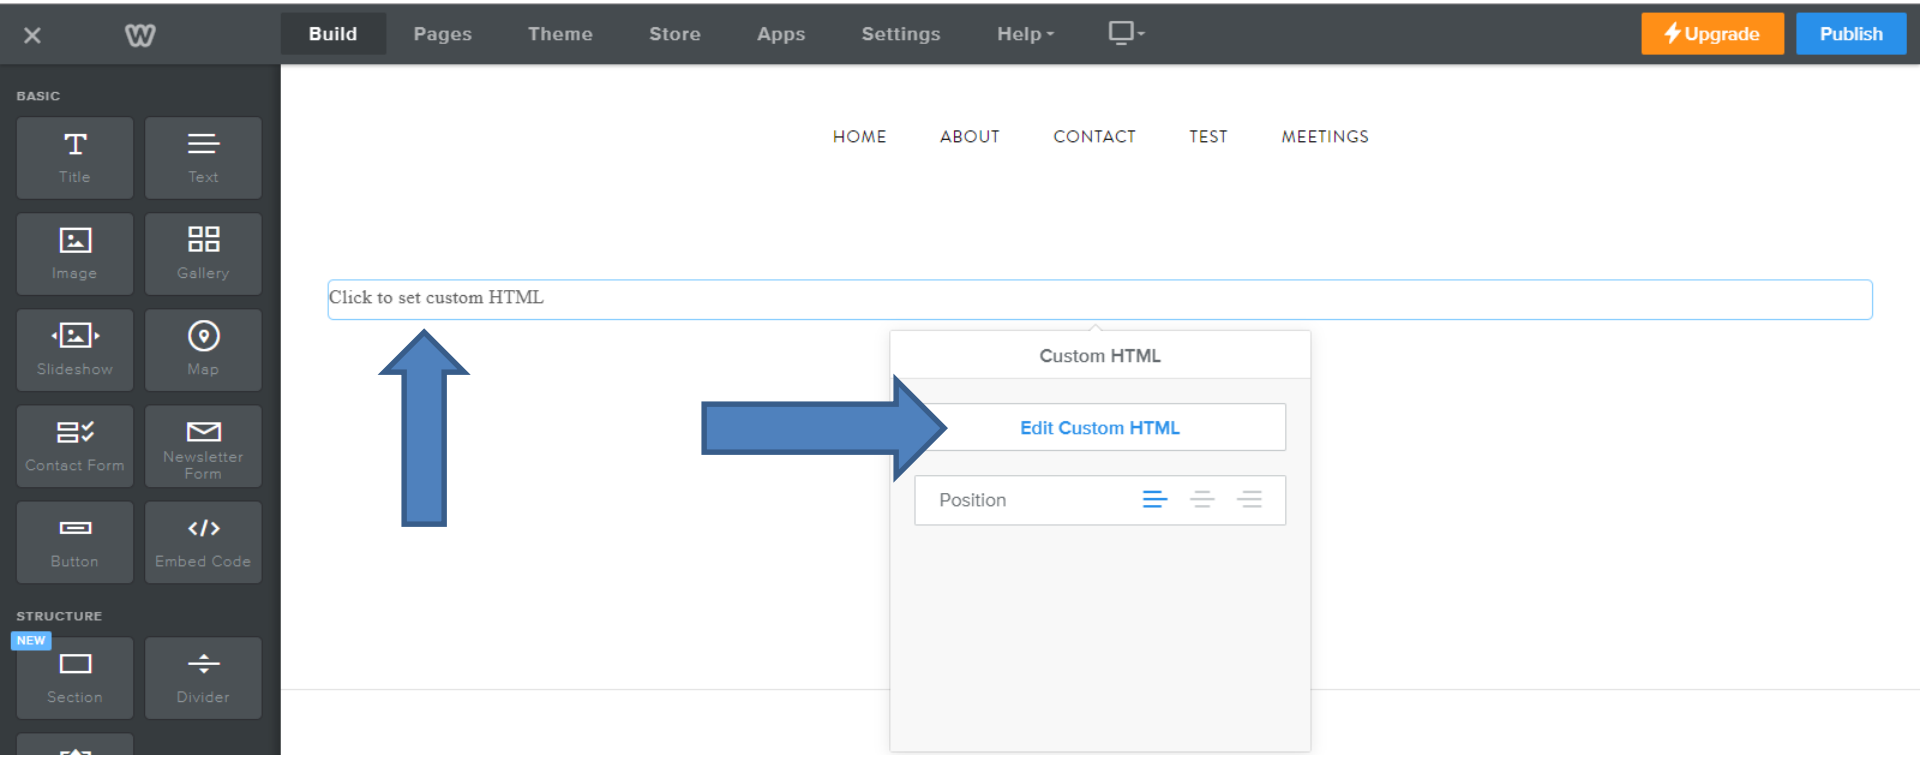 Build Pages Theme Store Apps Settings Help
Upgrade Publish
BASIC
Title Text
Image Gallery
Slideshow Map
Contact Form Newsletter Form
Button Embed Code
STRUCTURE
NEW
Section Divider
HOME ABOUT CONTACT TEST MEETINGS
Click to set custom HTML
Custom HTML
Edit Custom HTML
Position